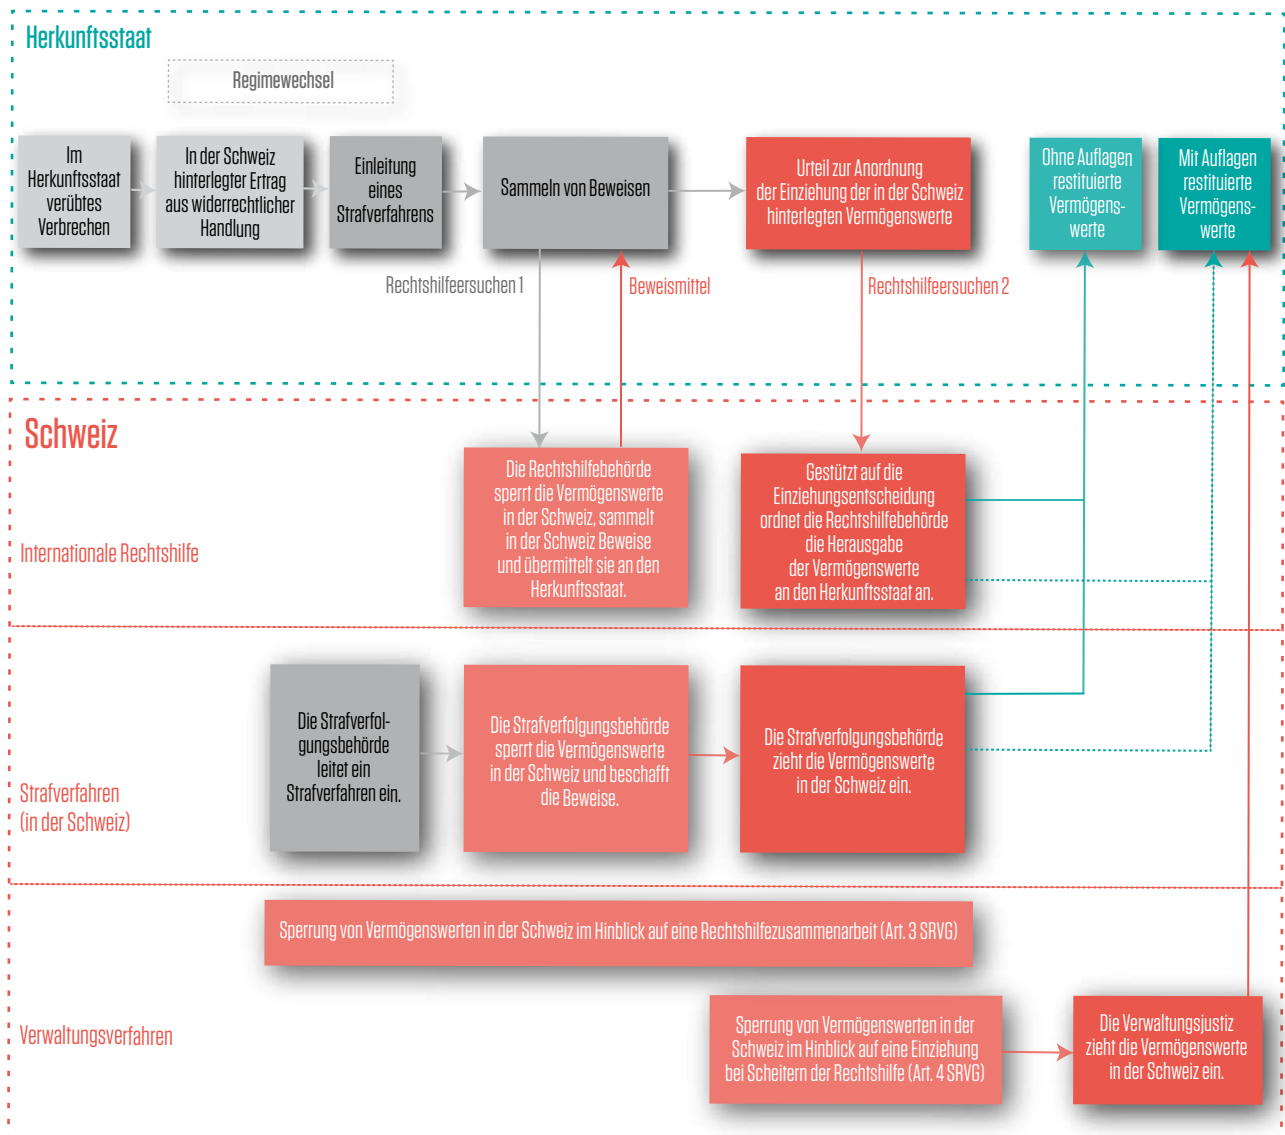 Herkunftsstaat
Regimewechsel
Im
Herkunftsstaat
verübtes
Verbrechen
In der Schweiz
hinterlegter Ertrag
aus widerrechtlicher
Handlung
Einleitung
eines
Strafverfahrens
Sammeln von Beweisen
Urteil zur Anordnung
der Einziehung der in der Schweiz
hinterlegten Vermögenswerte
Ohne Auflagen
restituierte
Vermögens-
werte
Mit Auflagen
restituierte
Vermögens-
werte
Rechtshilfeersuchen 1
Beweismittel
Rechtshilfeersuchen 2
Schweiz
Internationale Rechtshilfe
Die Rechtshilfebehörde
sperrt die Vermögenswerte
in der Schweiz, sammelt
in der Schweiz Beweise
und übermittelt sie an den
Herkunftsstaat.
Gestützt auf die
Einziehungsentscheidung
ordnet die Rechtshilfebehörde
die Herausgabe
der Vermögenswerte
an den Herkunftsstaat an.
Strafverfahren
(in der Schweiz)
Die Strafverfol-
gungsbehörde
leitet ein
Strafverfahren ein.
Die Strafverfolgungsbehörde
sperrt die Vermögenswerte
in der Schweiz und beschafft
die Beweise.
Die Strafverfolgungsbehörde
zieht die Vermögenswerte
in der Schweiz ein.
Sperrung von Vermögenswerten in der Schweiz im Hinblick auf eine Rechtshilfezusammenarbeit (Art. 3 SRVG)
Verwaltungsverfahren
Sperrung von Vermögenswerten in der
Schweiz im Hinblick auf eine Einziehung
bei Scheitern der Rechtshilfe (Art. 4 SRVG)
Die Verwaltungsjustiz
zieht die Vermögenswerte
in der Schweiz ein.